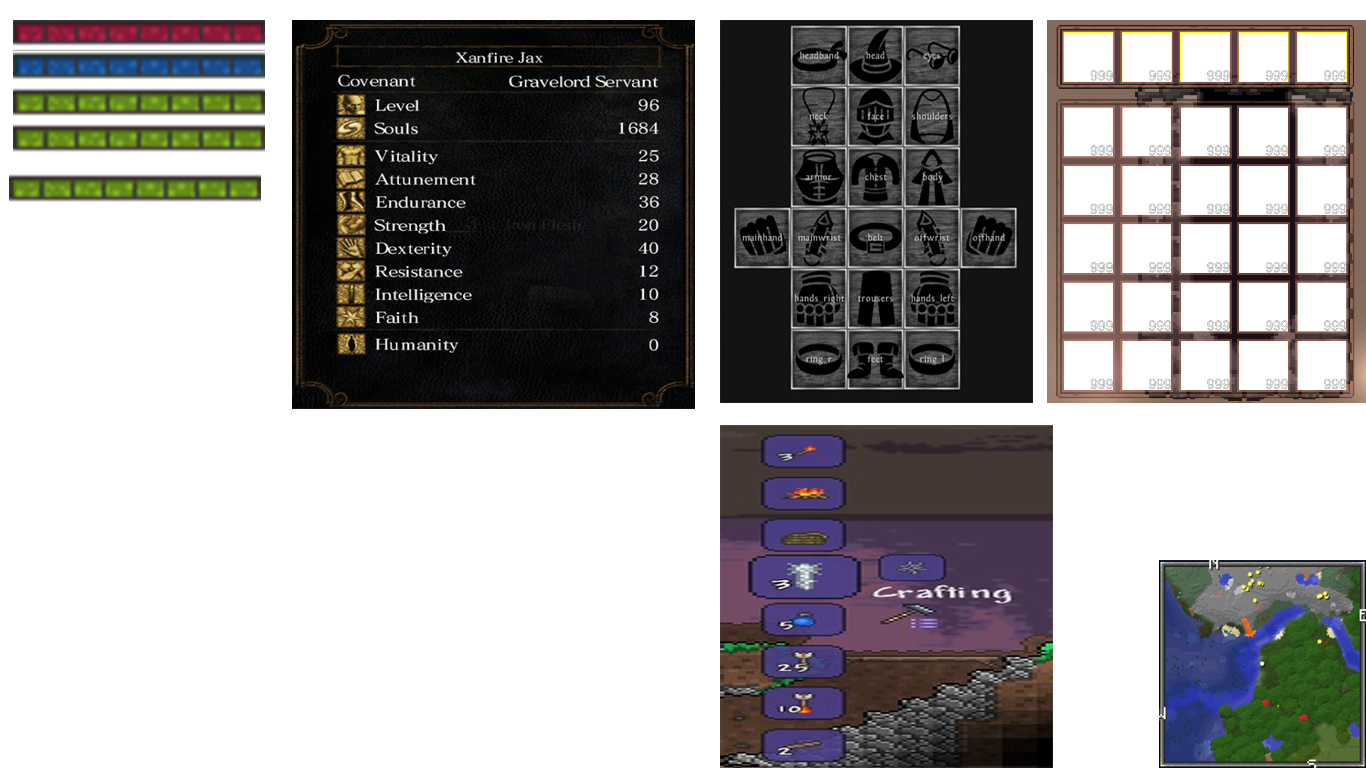 Xanfire Jax
Covenant Gravelord Servant
Level 96
Souls 1684
Vitality 25
Attunement 28
Endurance 36
Strength 20
Dexterity 40
Resistance 12
Intelligence 10
Faith 8
Humanity 0
headband head eyes
neck face shoulders
armor chest body
mainhand mainwrist belt offwrist offhand
hands_right trousers hands_left
ring_r feet ring_l
999 999 999 999 999
999 999 999 999 999
999 999 999 999 999
999 999 999 999 999
999 999 999 999 999
999 999 999 999 999
3
3
Crafting
5
25
10
2
N
E
W
S